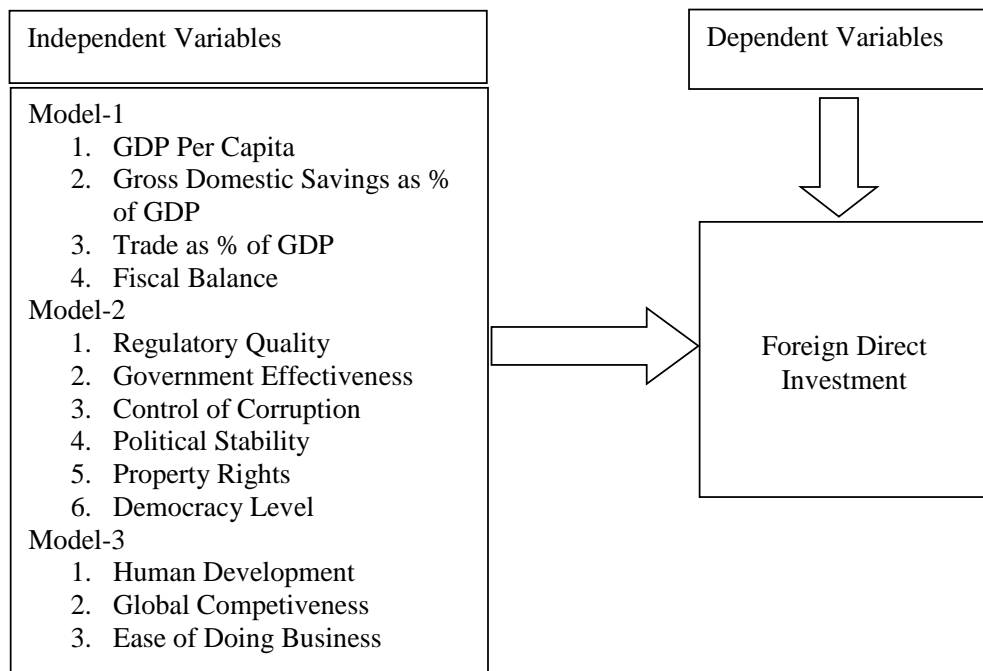 Independent Variables
Model-1
1. GDP Per Capita
2. Gross Domestic Savings as %
of GDP
3. Trade as % of GDP
4. Fiscal Balance
Model-2
1. Regulatory Quality
2. Government Effectiveness
3. Control of Corruption
4. Political Stability
5. Property Rights
6. Democracy Level
Model-3
1. Human Development
2. Global Competiveness
3. Ease of Doing Business
Dependent Variables
Foreign Direct
Investment